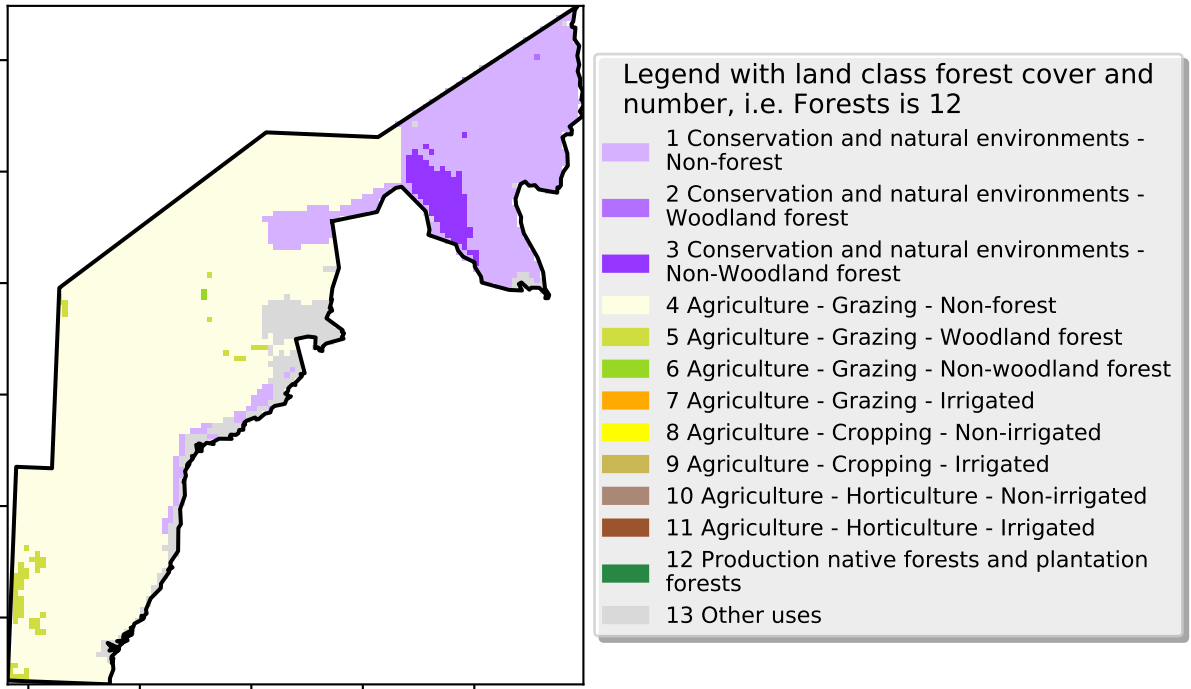 Legend with land class forest cover and
number, i.e. Forests is 12
1 Conservation and natural environments -
Non-forest
2 Conservation and natural environments -
Woodland forest
3 Conservation and natural environments -
Non-Woodland forest
4 Agriculture - Grazing - Non-forest
5 Agriculture - Grazing - Woodland forest
6 Agriculture - Grazing - Non-woodland forest
7 Agriculture - Grazing - Irrigated
8 Agriculture - Cropping - Non-irrigated
9 Agriculture - Cropping - Irrigated
10 Agriculture - Horticulture - Non-irrigated
11 Agriculture - Horticulture - Irrigated
12 Production native forests and plantation
forests
13 Other uses